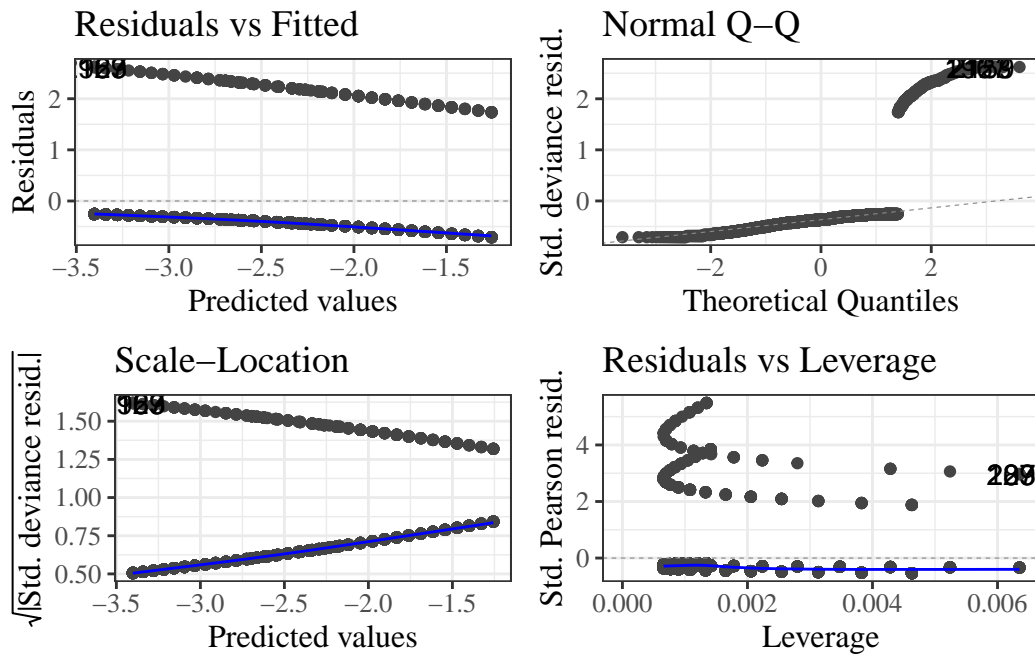 Residuals vs Fitted
Residuals
2
1
0
−3.5 −3.0 −2.5 −2.0 −1.5
Predicted values
Normal Q−Q
Std. deviance resid.
2
1
0
−2 0 2
Theoretical Quantiles
Scale−Location
√|Std. deviance resid.|
1.50
1.25
1.00
0.75
0.50
−3.5 −3.0 −2.5 −2.0 −1.5
Predicted values
Residuals vs Leverage
Std. Pearson resid.
4
2
0
0.000 0.002 0.004 0.006
Leverage